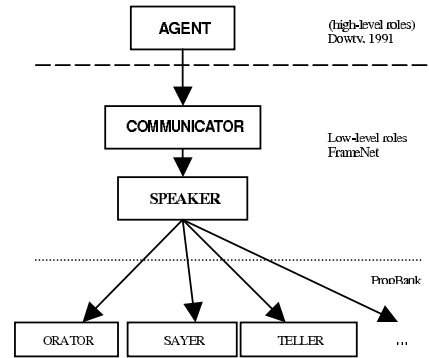 AGENT
(high-level roles)
Dowty, 1991
COMMUNICATOR
Low-level roles
FrameNet
SPEAKER
PropBank
ORATOR
SAYER
TELLER
...